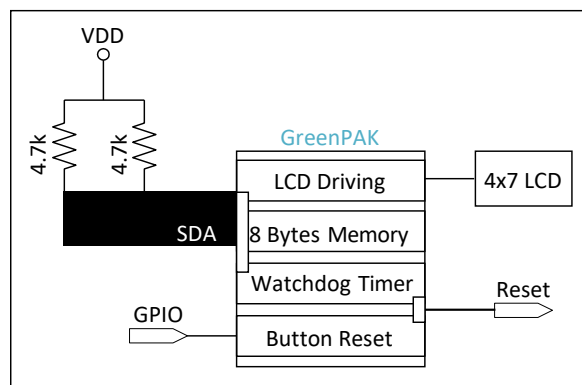 VDD
4.7k
4.7k
GreenPAK
LCD Driving
4x7 LCD
SDA
8 Bytes Memory
Watchdog Timer
Reset
GPIO
Button Reset